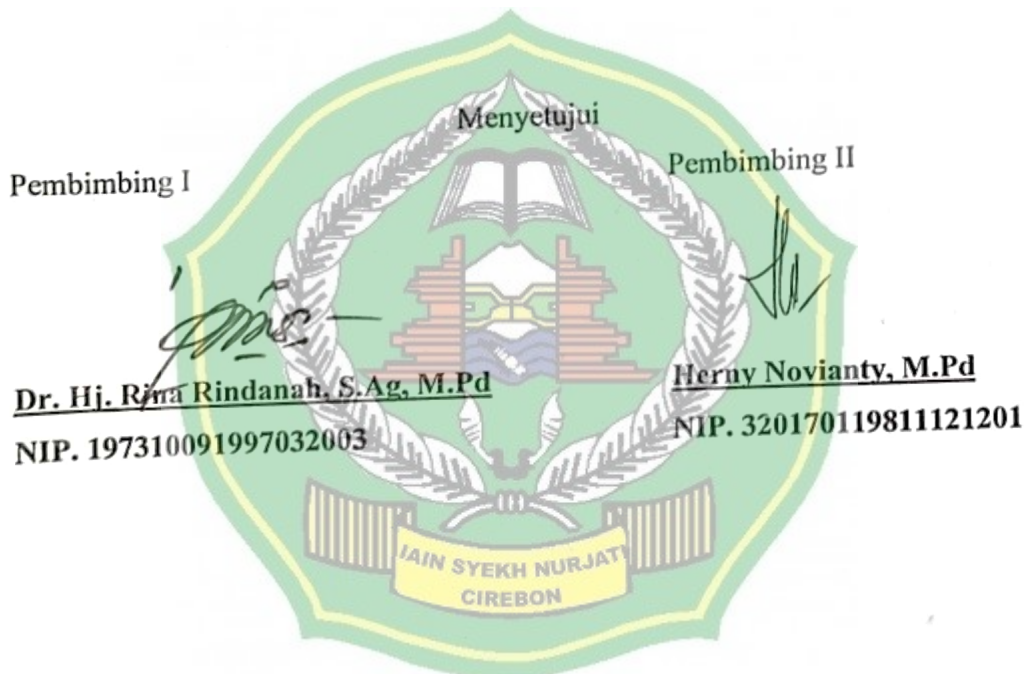 Menyetujui
Pembimbing I
Pembimbing II
Dr. Hj. Rina Rindanah, S.Ag, M.Pd
NIP. 197310091997032003
Herny Novianty, M.Pd
NIP. 320170119811121201
IAIN SYEKH NURJATI
CIREBON